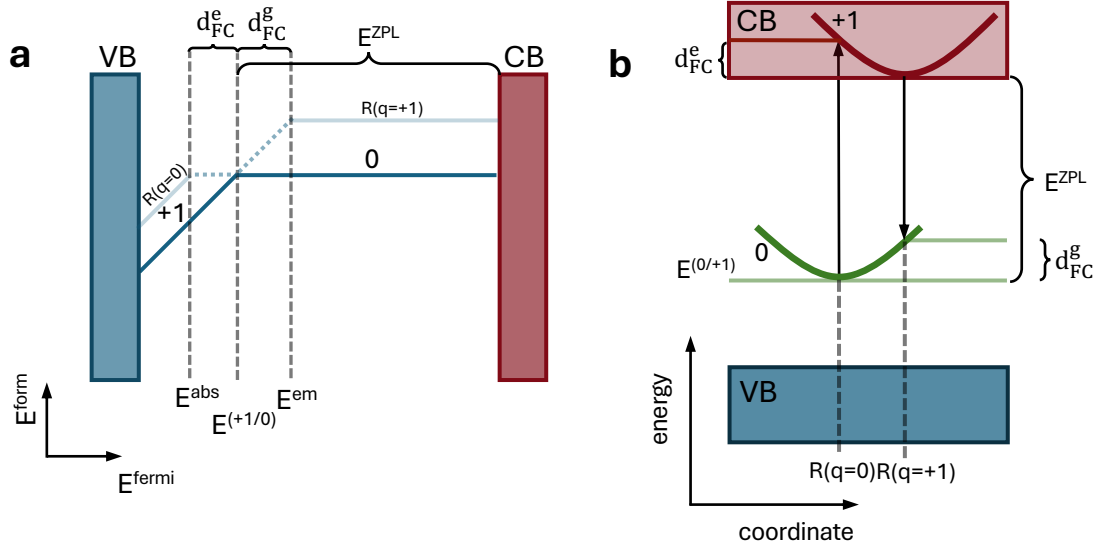 a
VB
d^e_FC
d^g_FC
E^ZPL
CB
R(q=+1)
R(q=0)
0
+1
E^abs
E^(+1/0)
E^em
E^form
E^fermi
b
CB
+1
d^e_FC
E^ZPL
0
E^(0/+1)
d^g_FC
VB
energy
R(q=0)R(q=+1)
coordinate